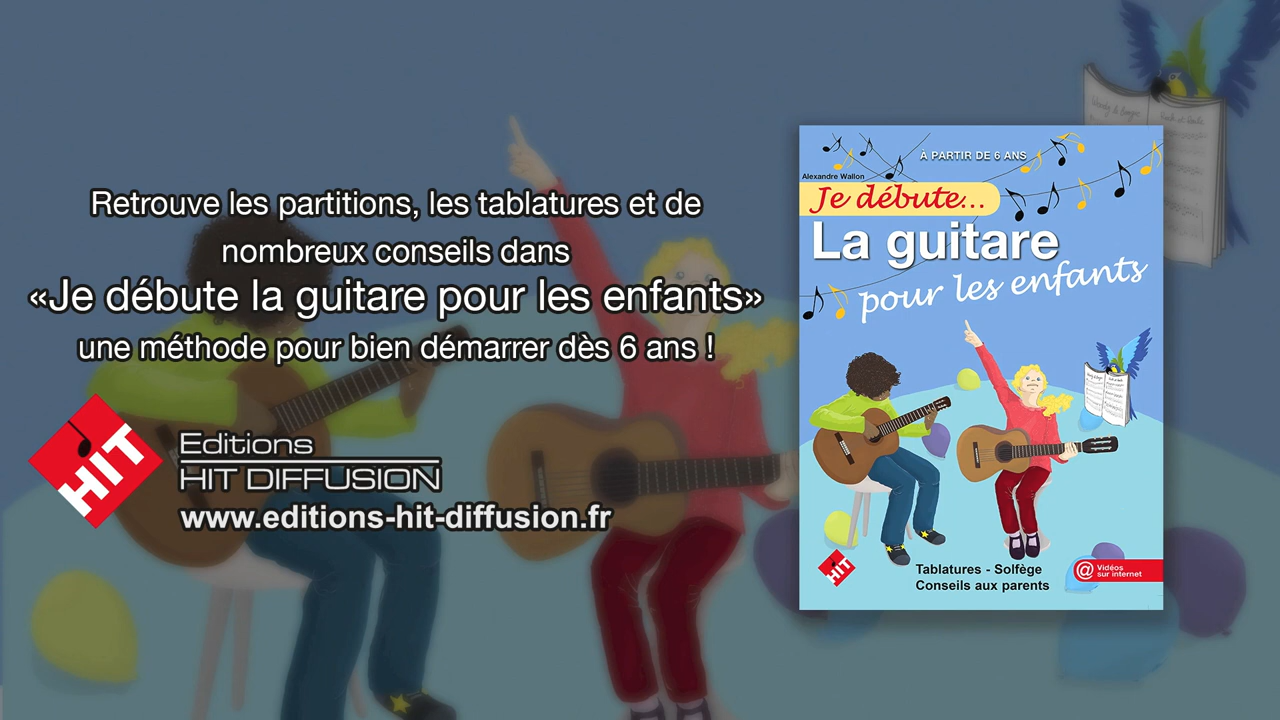 Retrouve les partitions, les tablatures et de
nombreux conseils dans
«Je débute la guitare pour les enfants»
une méthode pour bien démarrer dès 6 ans !
HIT
Editions
HIT DIFFUSION
www.editions-hit-diffusion.fr
À PARTIR DE 6 ANS
Alexandre Wallon
Je débute...
La guitare
pour les enfants
HIT
Tablatures - Solfège
Conseils aux parents
@ Vidéos
sur internet